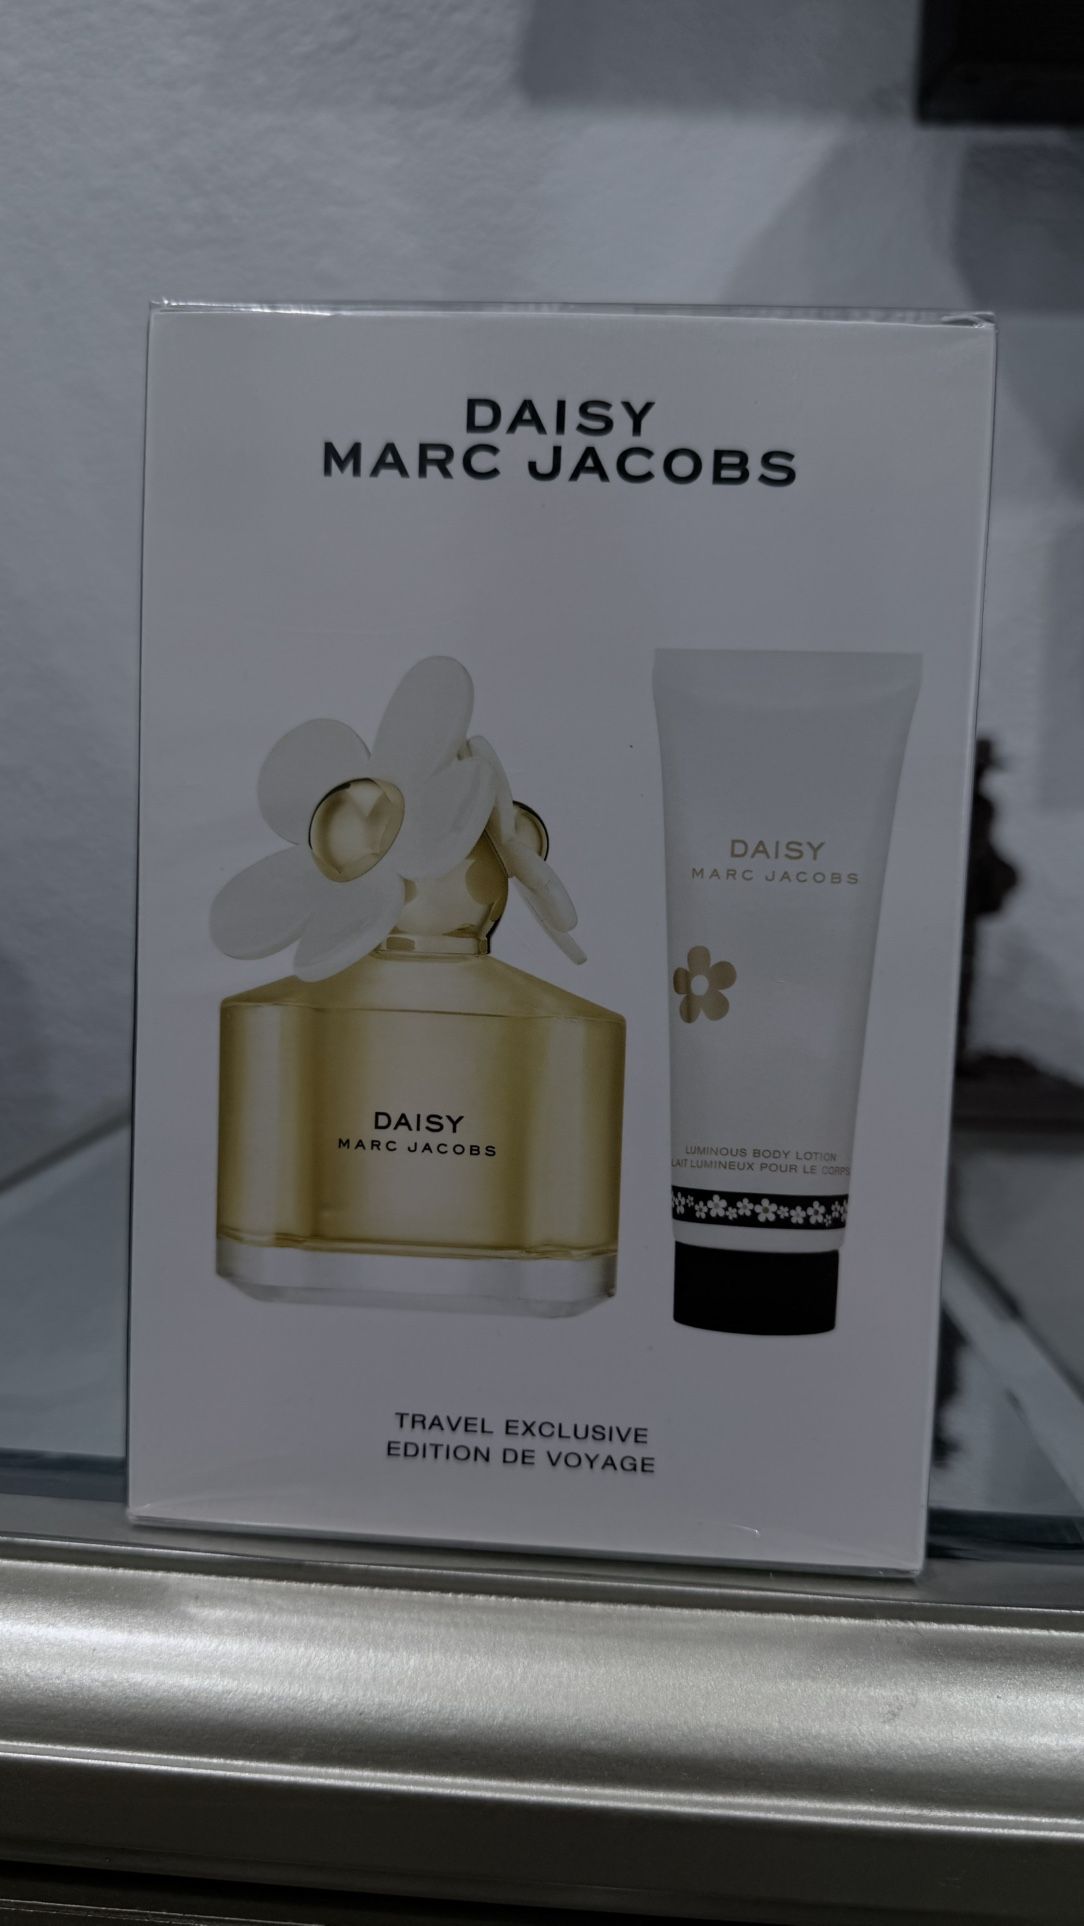 DAISY
MARC JACOBS
DAISY
MARC JACOBS
DAISY
MARC JACOBS
LUMINOUS BODY LOTION
LAIT LUMINEUX POUR LE CORPS
TRAVEL EXCLUSIVE
EDITION DE VOYAGE